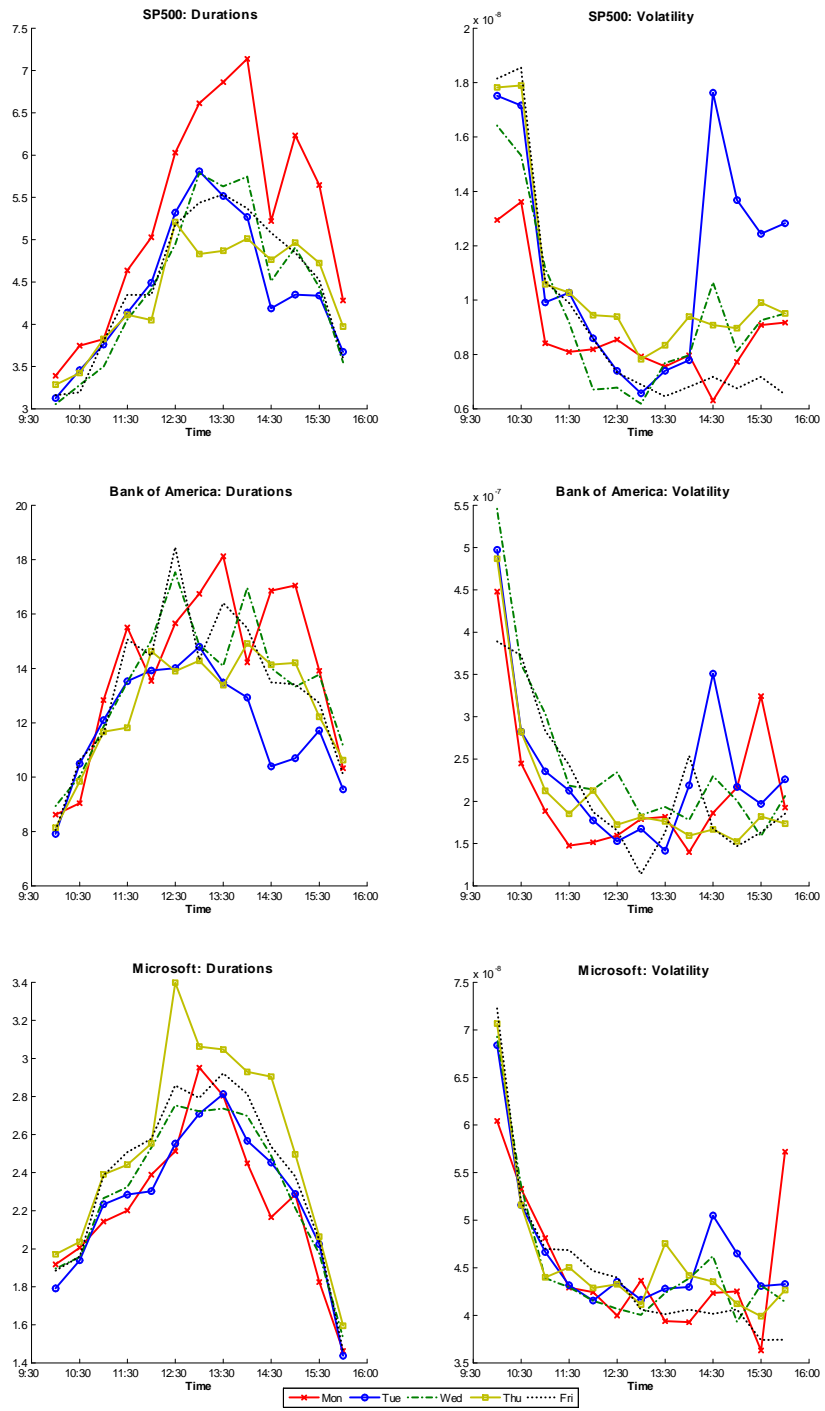 SP500: Durations
7.5
7
6.5
6
5.5
5
4.5
4
3.5
3
9:30 10:30 11:30 12:30 13:30 14:30 15:30 16:00
Time
SP500: Volatility
x 10⁻⁸
2
1.8
1.6
1.4
1.2
1
0.8
0.6
9:30 10:30 11:30 12:30 13:30 14:30 15:30 16:00
Time
Bank of America: Durations
20
18
16
14
12
10
8
6
9:30 10:30 11:30 12:30 13:30 14:30 15:30 16:00
Time
Bank of America: Volatility
x 10⁻⁷
5.5
5
4.5
4
3.5
3
2.5
2
1.5
1
9:30 10:30 11:30 12:30 13:30 14:30 15:30 16:00
Time
Microsoft: Durations
3.4
3.2
3
2.8
2.6
2.4
2.2
2
1.8
1.6
1.4
9:30 10:30 11:30 12:30 13:30 14:30 15:30 16:00
Time
Microsoft: Volatility
x 10⁻⁸
7.5
7
6.5
6
5.5
5
4.5
4
3.5
9:30 10:30 11:30 12:30 13:30 14:30 15:30 16:00
Time
Mon Tue Wed Thu Fri